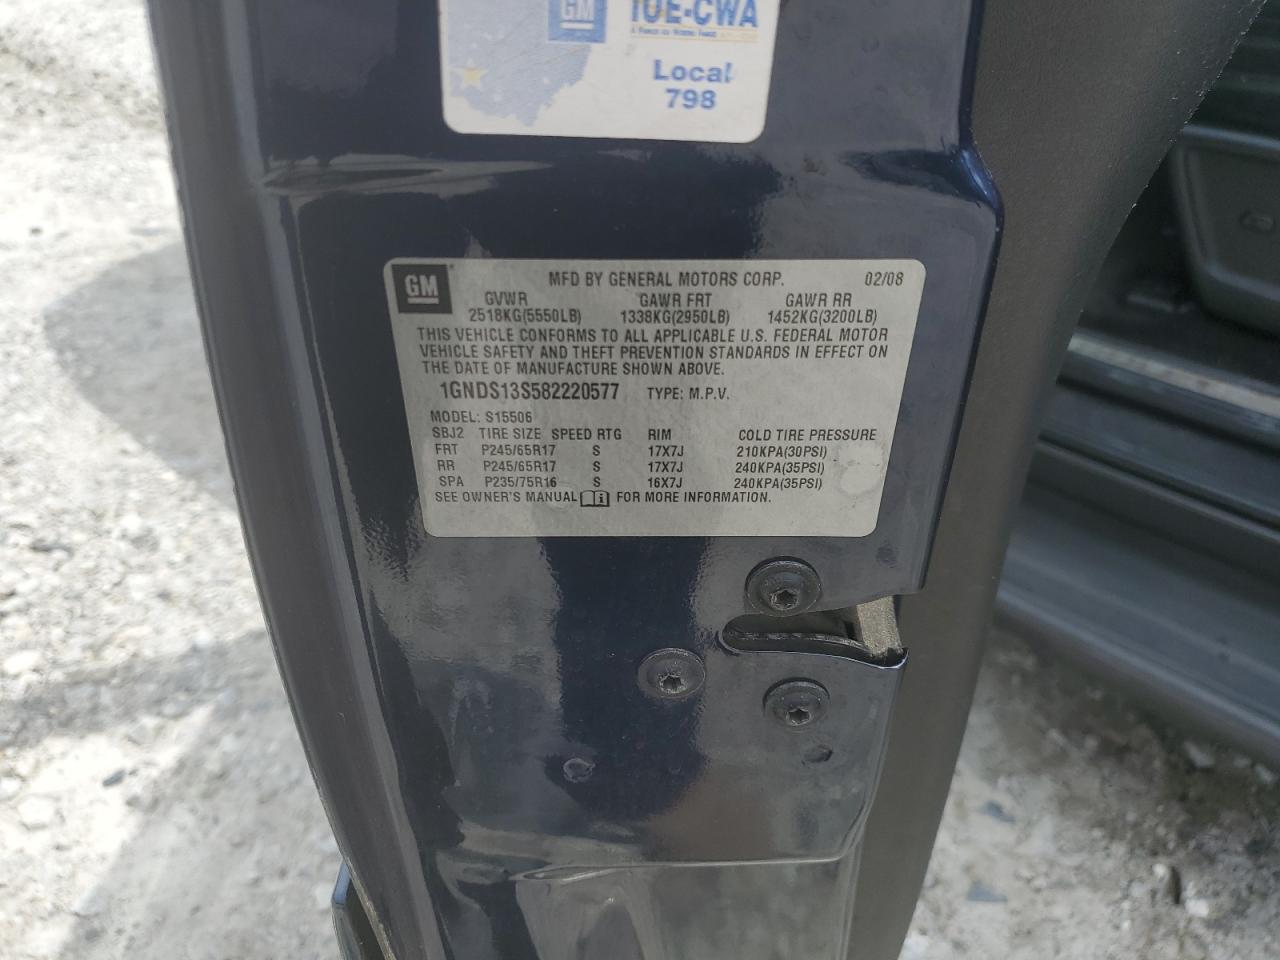 GM
IUE-CWA
Local
798
GM
MFD BY GENERAL MOTORS CORP. 02/08
GVWR GAWR FRT GAWR RR
2518KG(5550LB) 1338KG(2950LB) 1452KG(3200LB)
THIS VEHICLE CONFORMS TO ALL APPLICABLE U.S. FEDERAL MOTOR
VEHICLE SAFETY AND THEFT PREVENTION STANDARDS IN EFFECT ON
THE DATE OF MANUFACTURE SHOWN ABOVE.
1GNDS13S582220577 TYPE: M.P.V.
MODEL: S15506
SBJ2 TIRE SIZE SPEED RTG RIM COLD TIRE PRESSURE
FRT P245/65R17 S 17X7J 210KPA(30PSI)
RR P245/65R17 S 17X7J 240KPA(35PSI)
SPA P235/75R16 S 16X7J 240KPA(35PSI)
SEE OWNER'S MANUAL FOR MORE INFORMATION.